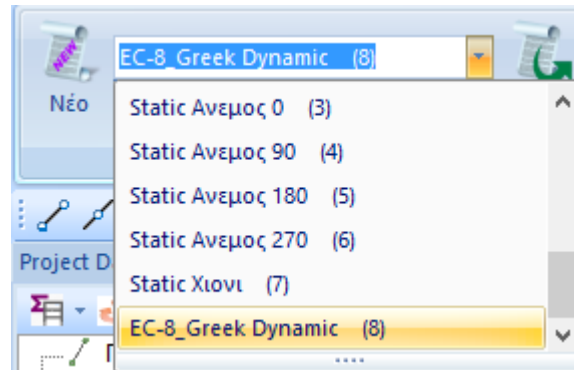 NEW
EC-8_Greek Dynamic (8)
Νέο
Static Ανεμος 0 (3)
Static Ανεμος 90 (4)
Static Ανεμος 180 (5)
Static Ανεμος 270 (6)
Static Χιονι (7)
EC-8_Greek Dynamic (8)
Project D